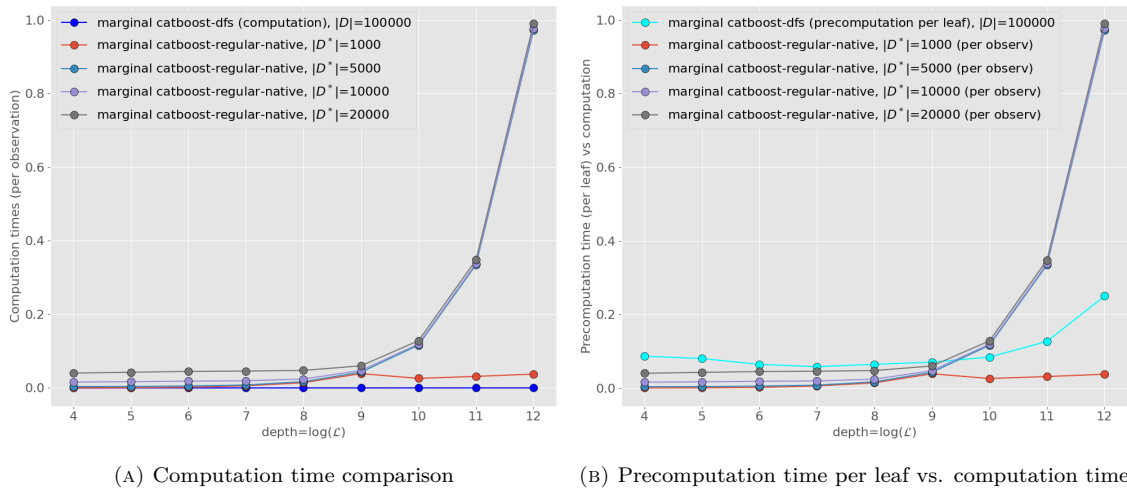 marginal catboost-dfs (computation), |D|=100000
marginal catboost-regular-native, |D*|=1000
marginal catboost-regular-native, |D*|=5000
marginal catboost-regular-native, |D*|=10000
marginal catboost-regular-native, |D*|=20000
Computation times (per observation)
1.0
0.8
0.6
0.4
0.2
0.0
4 5 6 7 8 9 10 11 12
depth=log(ℒ)
(A) Computation time comparison
marginal catboost-dfs (precomputation per leaf), |D|=100000
marginal catboost-regular-native, |D*|=1000 (per observ)
marginal catboost-regular-native, |D*|=5000 (per observ)
marginal catboost-regular-native, |D*|=10000 (per observ)
marginal catboost-regular-native, |D*|=20000 (per observ)
Precomputation time (per leaf) vs computation
1.0
0.8
0.6
0.4
0.2
0.0
4 5 6 7 8 9 10 11 12
depth=log(ℒ)
(B) Precomputation time per leaf vs. computation time